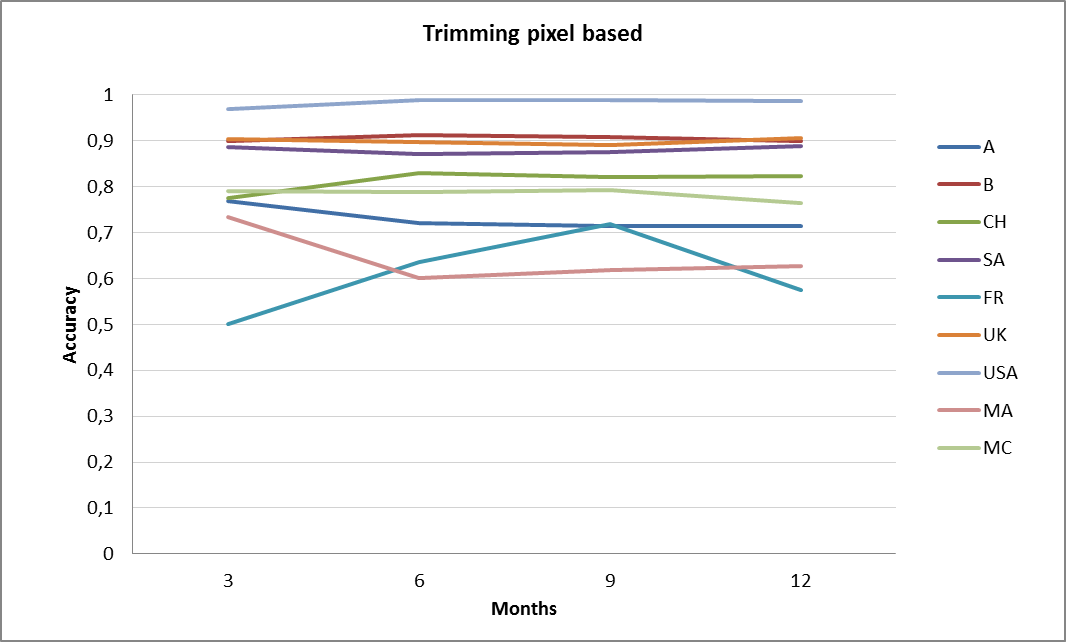 Trimming pixel based
1
0,9
0,8
0,7
0,6
0,5
0,4
0,3
0,2
0,1
0
Accuracy
3 6 9 12
Months
A
B
CH
SA
FR
UK
USA
MA
MC